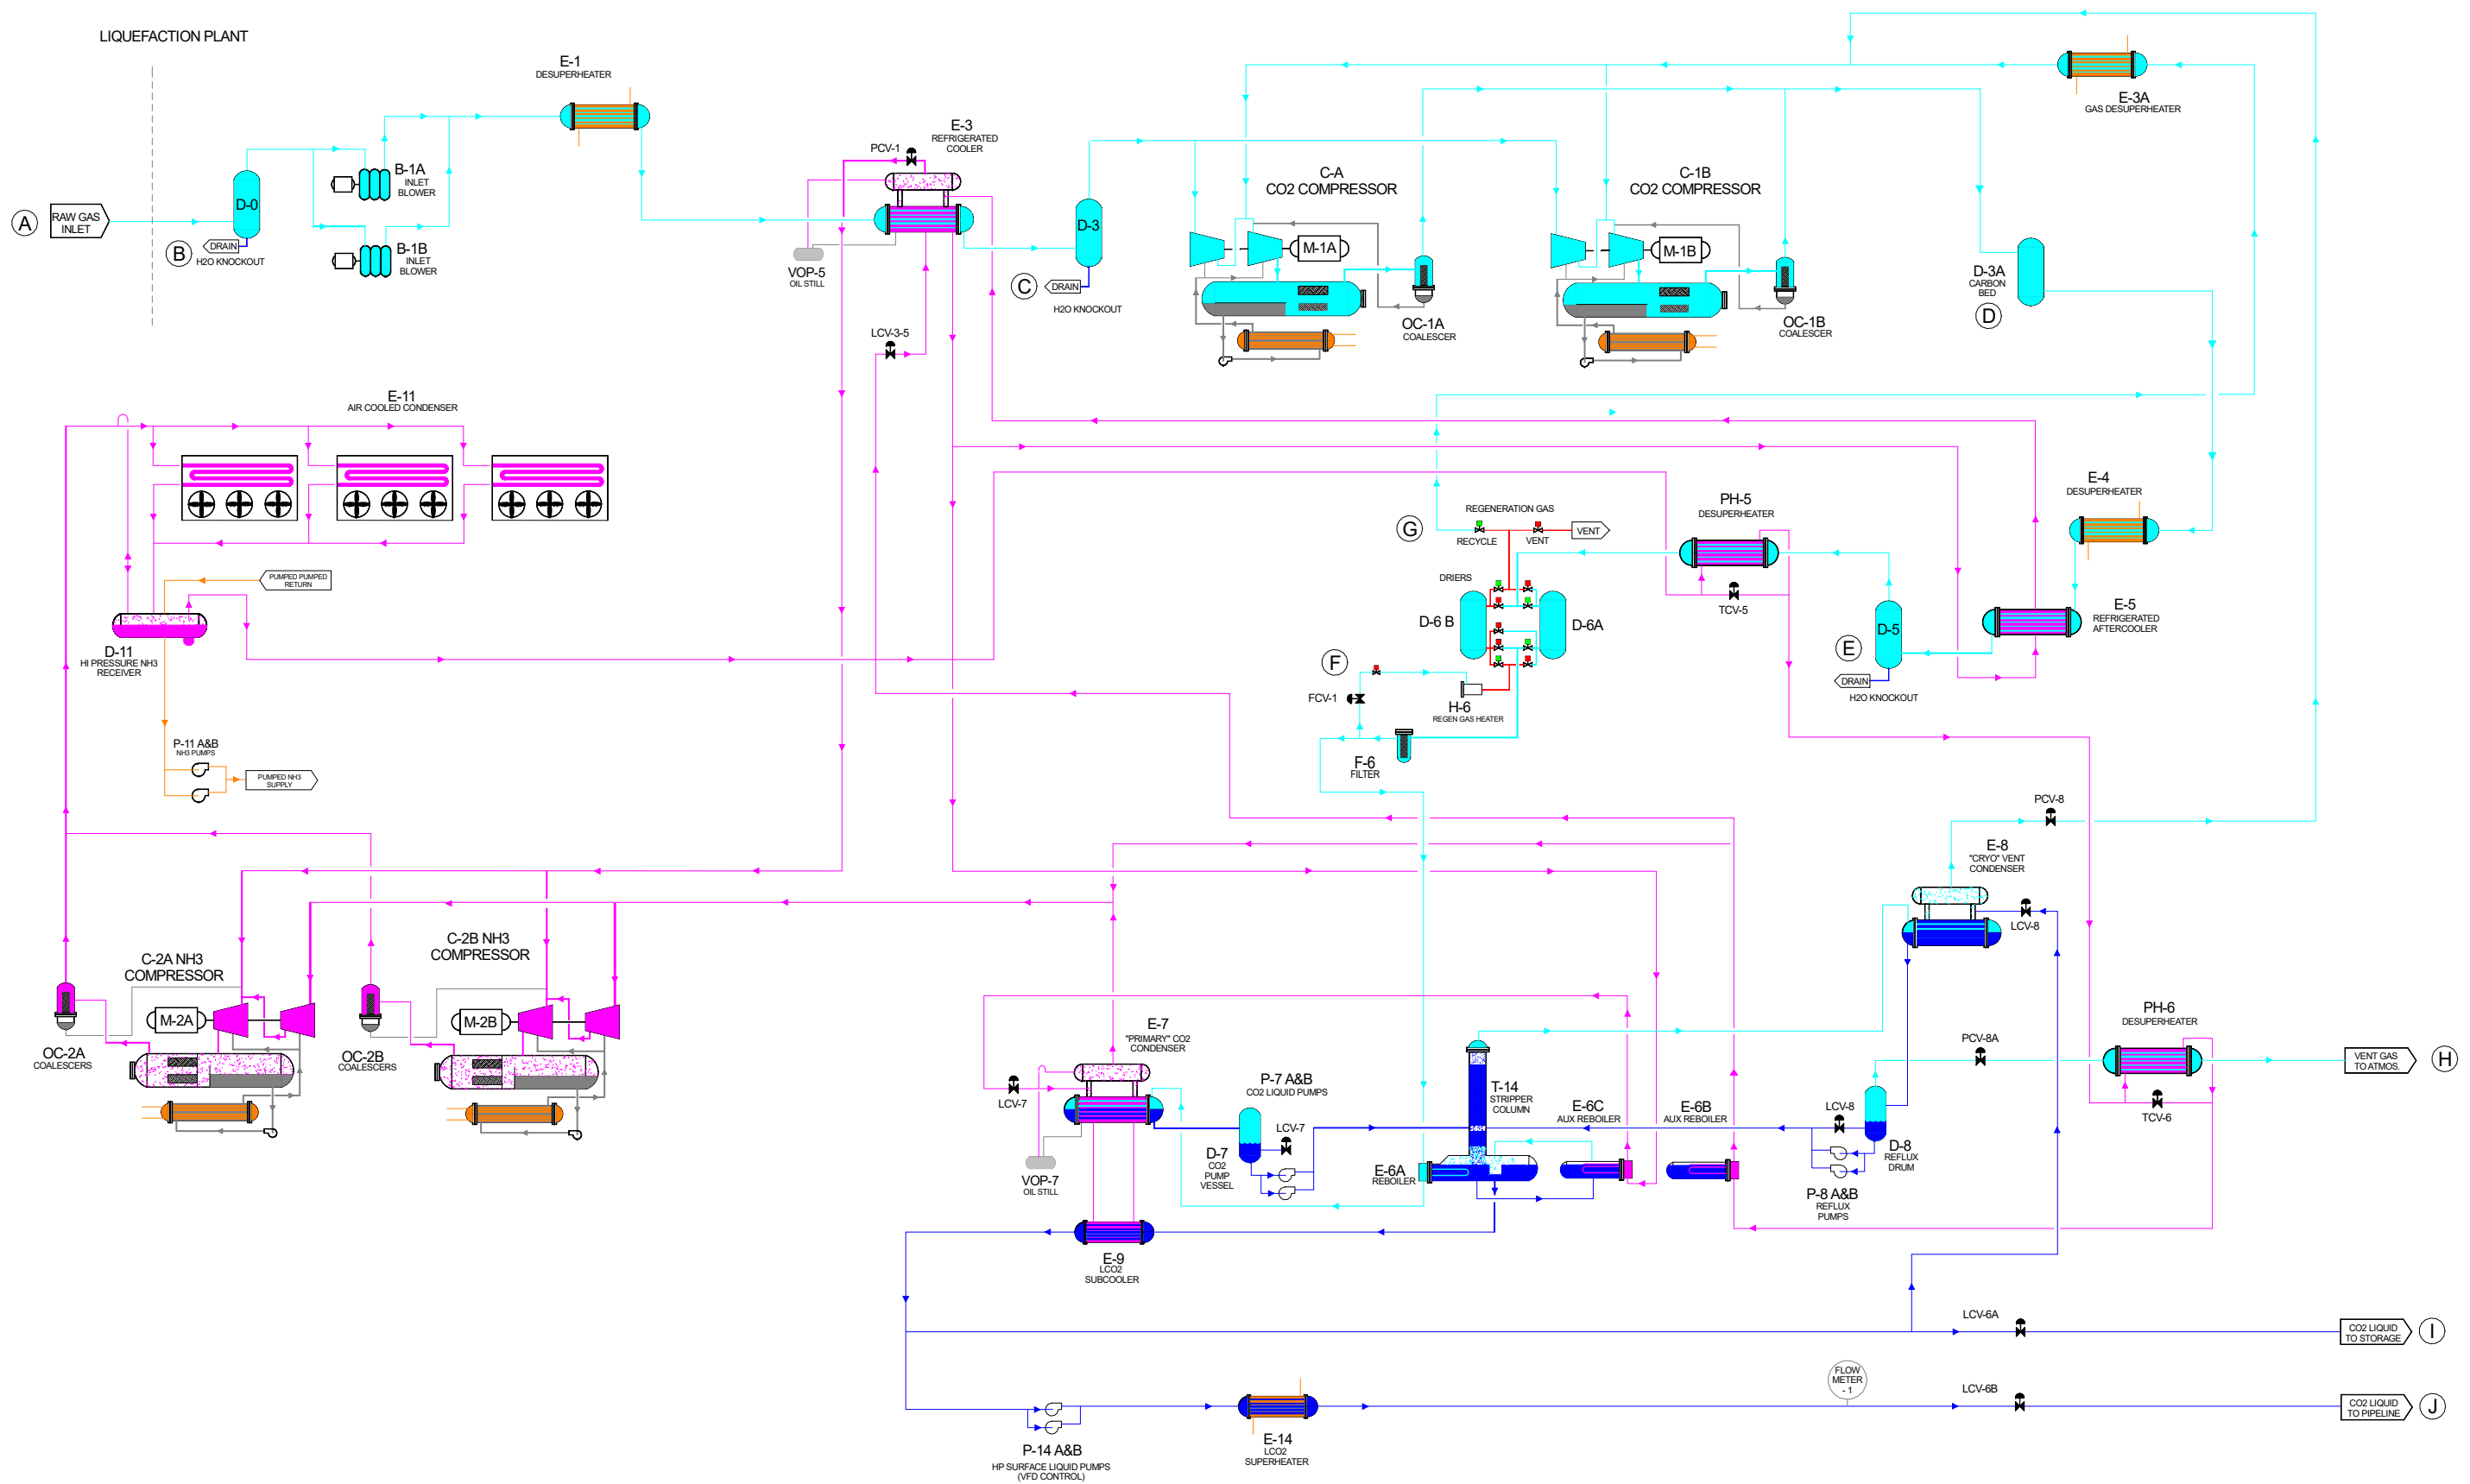 LIQUEFACTION PLANT
E-1
DESUPERHEATER
A
RAW GAS
INLET
D-0
B
DRAIN
H2O KNOCKOUT
B-1A
INLET
BLOWER
B-1B
INLET
BLOWER
PCV-1
E-3
REFRIGERATED
COOLER
VOP-5
OIL STILL
LCV-3-5
D-3
C
DRAIN
H2O KNOCKOUT
C-A
CO2 COMPRESSOR
M-1A
OC-1A
COALESCER
C-1B
CO2 COMPRESSOR
M-1B
OC-1B
COALESCER
E-3A
GAS DESUPERHEATER
D-3A
CARBON
BED
D
E-11
AIR COOLED CONDENSER
PUMPED PUMPED
RETURN
D-11
HI PRESSURE NH3
RECEIVER
P-11 A&B
NH3 PUMPS
PUMPED NH3
SUPPLY
G
REGENERATION GAS
RECYCLE
VENT
VENT
DRIERS
D-6 B
D-6A
F
FCV-1
H-6
REGEN GAS HEATER
F-6
FILTER
PH-5
DESUPERHEATER
TCV-5
E-4
DESUPERHEATER
E-5
REFRIGERATED
AFTERCOOLER
D-5
E
DRAIN
H2O KNOCKOUT
PCV-8
E-8
"CRYO" VENT
CONDENSER
LCV-8
C-2A NH3
COMPRESSOR
M-2A
OC-2A
COALESCERS
C-2B NH3
COMPRESSOR
M-2B
OC-2B
COALESCERS
E-7
"PRIMARY" CO2
CONDENSER
LCV-7
VOP-7
OIL STILL
P-7 A&B
CO2 LIQUID PUMPS
LCV-7
D-7
CO2
PUMP
VESSEL
T-14
STRIPPER
COLUMN
E-6A
REBOILER
E-6C
AUX REBOILER
E-6B
AUX REBOILER
LCV-8
D-8
REFLUX
DRUM
P-8 A&B
REFLUX
PUMPS
PCV-8A
PH-6
DESUPERHEATER
TCV-6
VENT GAS
TO ATMOS.
H
E-9
LCO2
SUBCOOLER
LCV-6A
CO2 LIQUID
TO STORAGE
I
FLOW
METER
- 1
LCV-6B
CO2 LIQUID
TO PIPELINE
J
P-14 A&B
HP SURFACE LIQUID PUMPS
(VFD CONTROL)
E-14
LCO2
SUPERHEATER